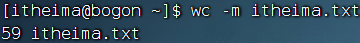 [itheima@bogon ~]$ wc -m itheima.txt
59 itheima.txt